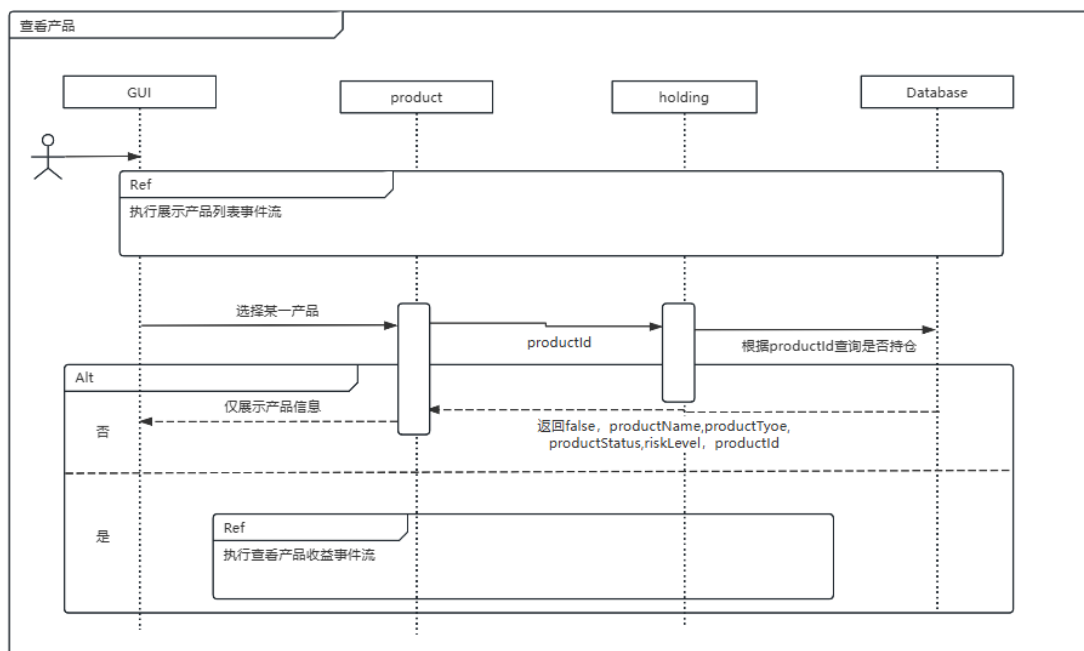 查看产品
GUI
product
holding
Database
Ref
执行展示产品列表事件流
选择某一产品
productId
根据productId查询是否持仓
Alt
仅展示产品信息
否
返回false，productName,productTyoe,
productStatus,riskLevel，productId
是
Ref
执行查看产品收益事件流